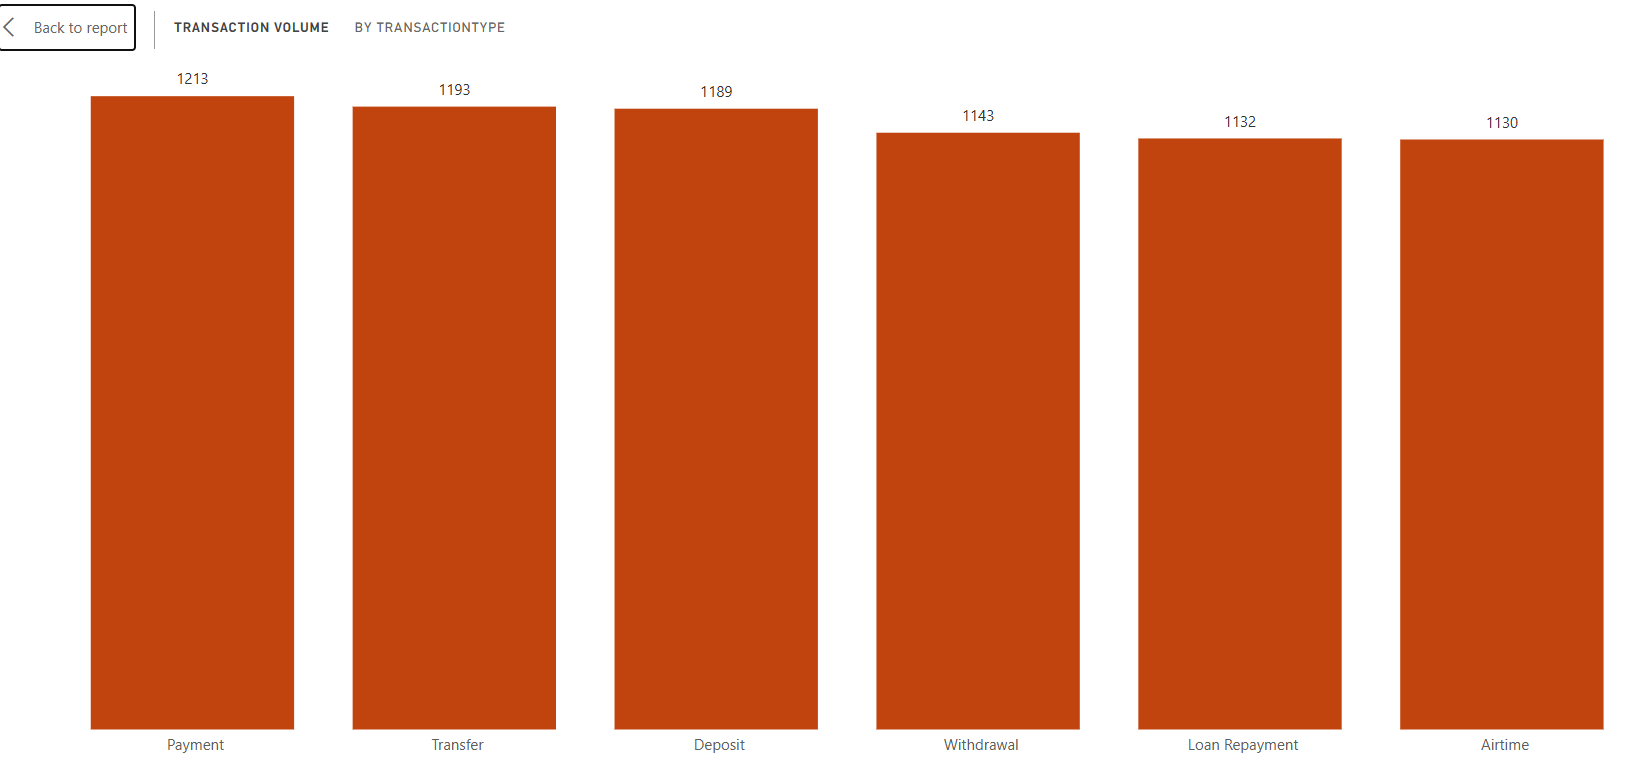 Back to report
TRANSACTION VOLUME BY TRANSACTIONTYPE
1213
1193
1189
1143
1132
1130
Payment
Transfer
Deposit
Withdrawal
Loan Repayment
Airtime